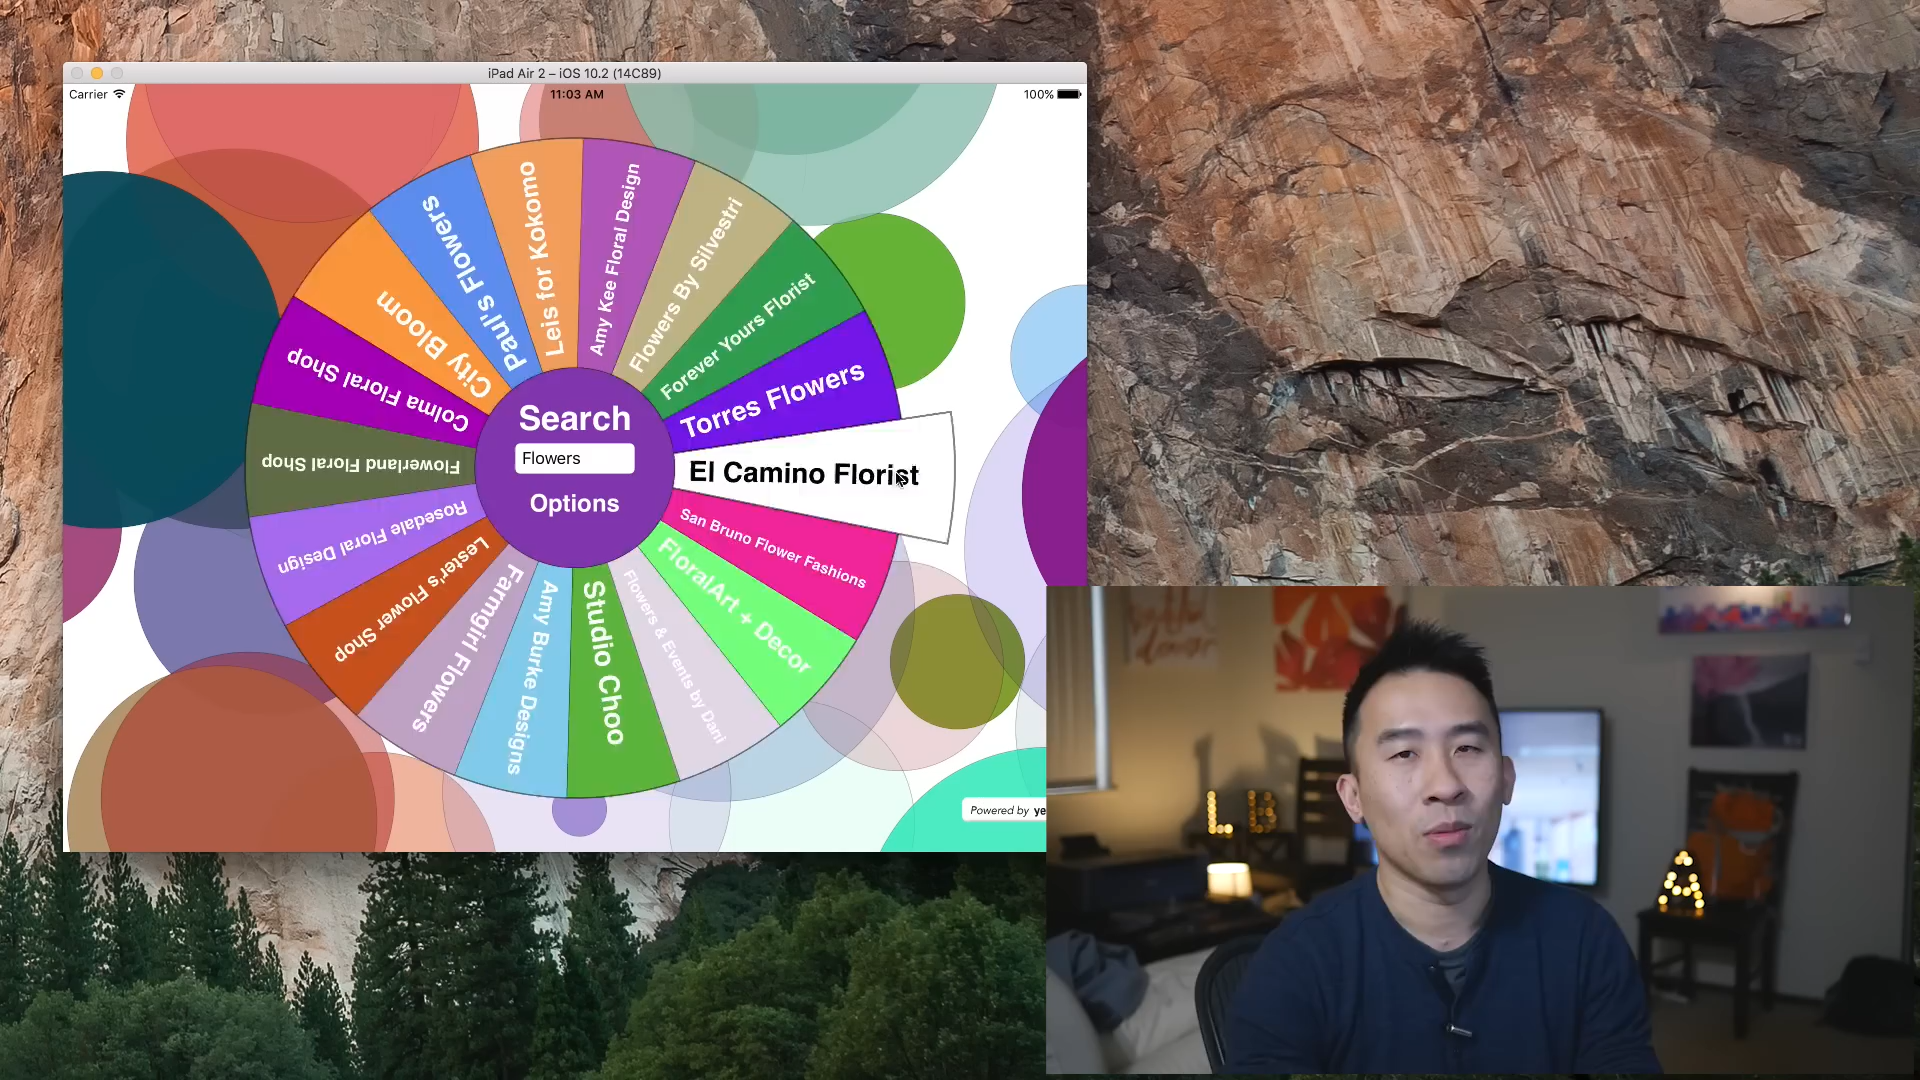 iPad Air 2 – iOS 10.2 (14C89)
Carrier
11:03 AM
100%
Search
Flowers
Options
El Camino Florist
Torres Flowers
Forever Yours Florist
Flowers By Silvestri
Amy Kee Floral Design
Leis for Kokomo
Paul's Flowers
City Bloom
Colma Floral Shop
Flowerland Floral Shop
Rosedale Floral Design
Lester's Flower Shop
Farmgirl Flowers
Amy Burke Designs
Studio Choo
Flowers & Events by Dani
FloralArt + Decor
San Bruno Flower Fashions
Powered by ye
L B
A